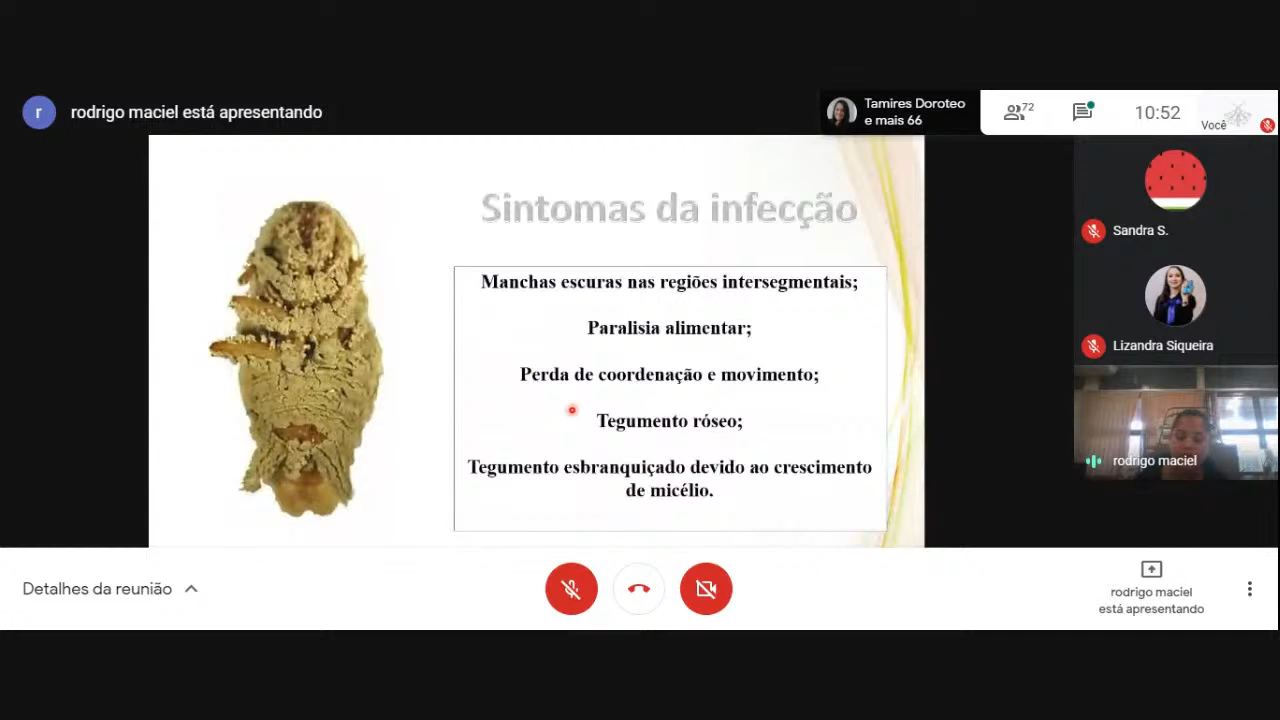 r
rodrigo maciel está apresentando
Tamires Doroteo
e mais 66
72
10:52
Você
Sintomas da infecção
Manchas escuras nas regiões intersegmentais;
Paralisia alimentar;
Perda de coordenação e movimento;
Tegumento róseo;
Tegumento esbranquiçado devido ao crescimento
de micélio.
Sandra S.
Lizandra Siqueira
rodrigo maciel
Detalhes da reunião
rodrigo maciel
está apresentando